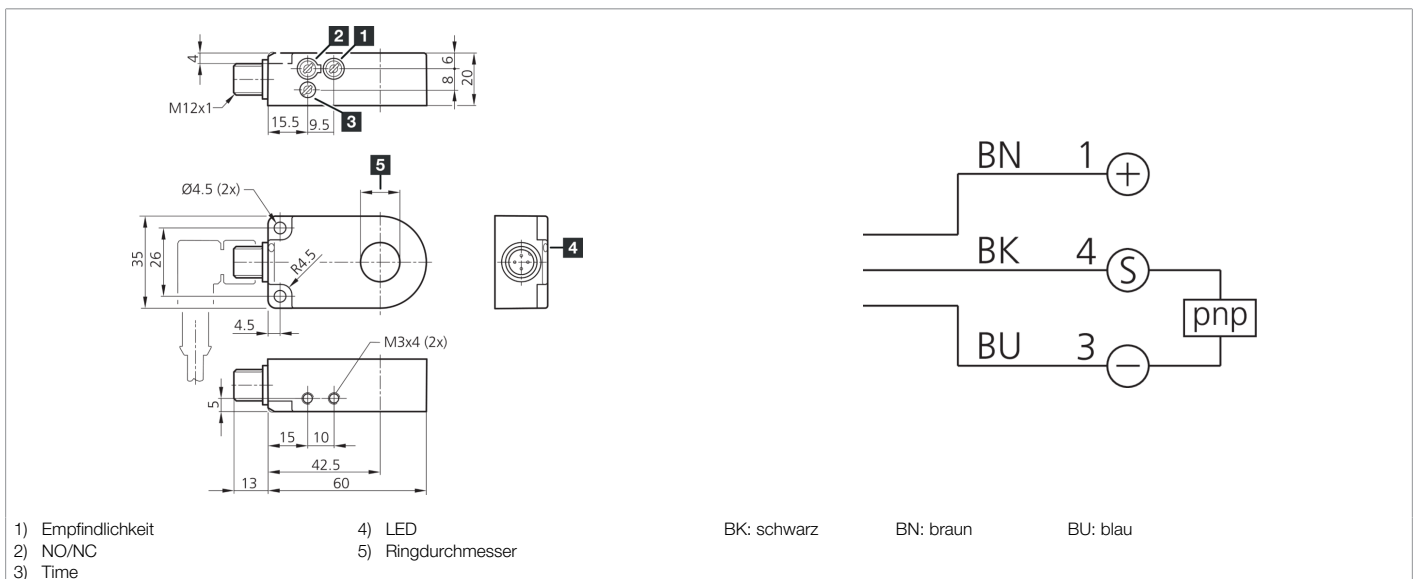 2 1
4
6
8
20
M12x1
15.5 9.5 3
5
Ø4.5 (2x)
35
26
R4.5
4
4.5
M3x4 (2x)
5
15 10
42.5
13 60
BN 1 +
BK 4 S
pnp
BU 3 −
1) Empfindlichkeit
2) NO/NC
3) Time
4) LED
5) Ringdurchmesser
BK: schwarz BN: braun BU: blau